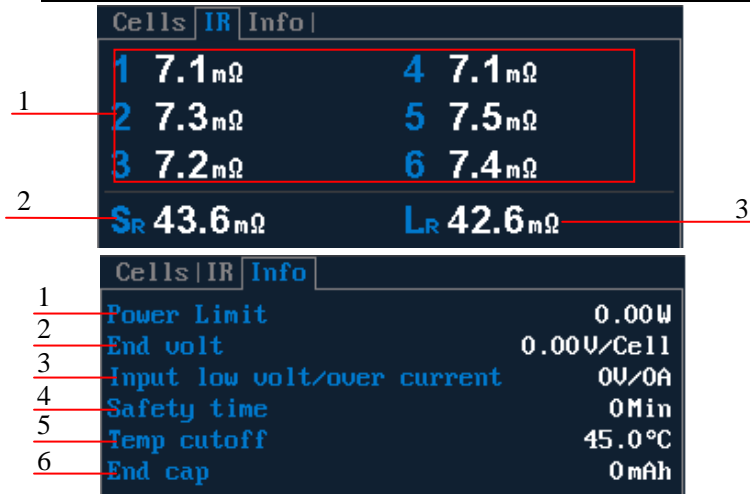 Cells IR Info|
1 7.1mΩ 4 7.1mΩ
1
2 7.3mΩ 5 7.5mΩ
3 7.2mΩ 6 7.4mΩ
2
SR 43.6mΩ LR 42.6mΩ
3
Cells|IR Info
1
Power Limit 0.00W
2
End volt 0.00V/Cell
3
Input low volt/over current 0V/0A
4
Safety time 0Min
5
Temp cutoff 45.0°C
6
End cap 0mAh